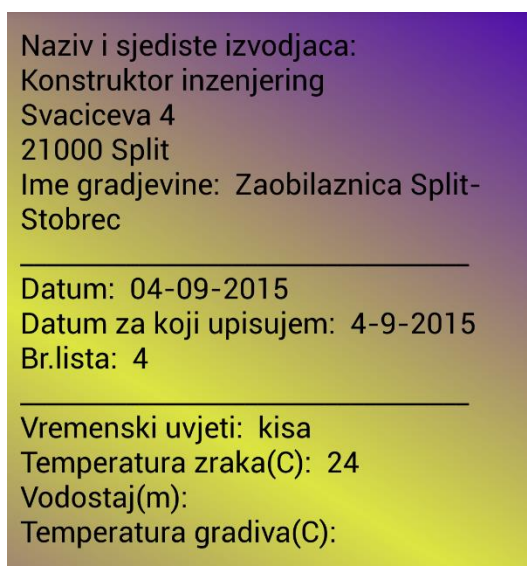 Naziv i sjediste izvodjaca:
Konstruktor inzenjering
Svaciceva 4
21000 Split
Ime gradjevine:  Zaobilaznica Split-
Stobrec
Datum:  04-09-2015
Datum za koji upisujem:  4-9-2015
Br.lista:  4
Vremenski uvjeti:  kisa
Temperatura zraka(C):  24
Vodostaj(m):
Temperatura gradiva(C):